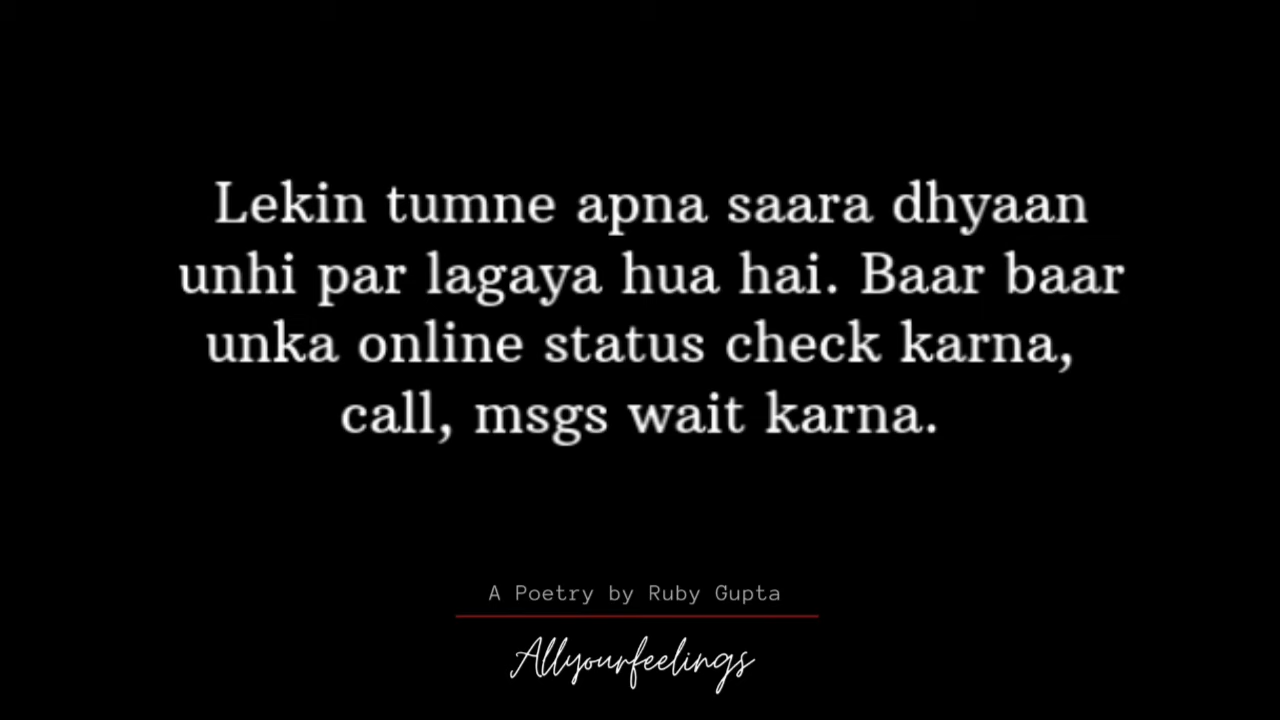 Lekin tumne apna saara dhyaan
unhi par lagaya hua hai. Baar baar
unka online status check karna,
call, msgs wait karna.
A Poetry by Ruby Gupta
Allyourfeelings